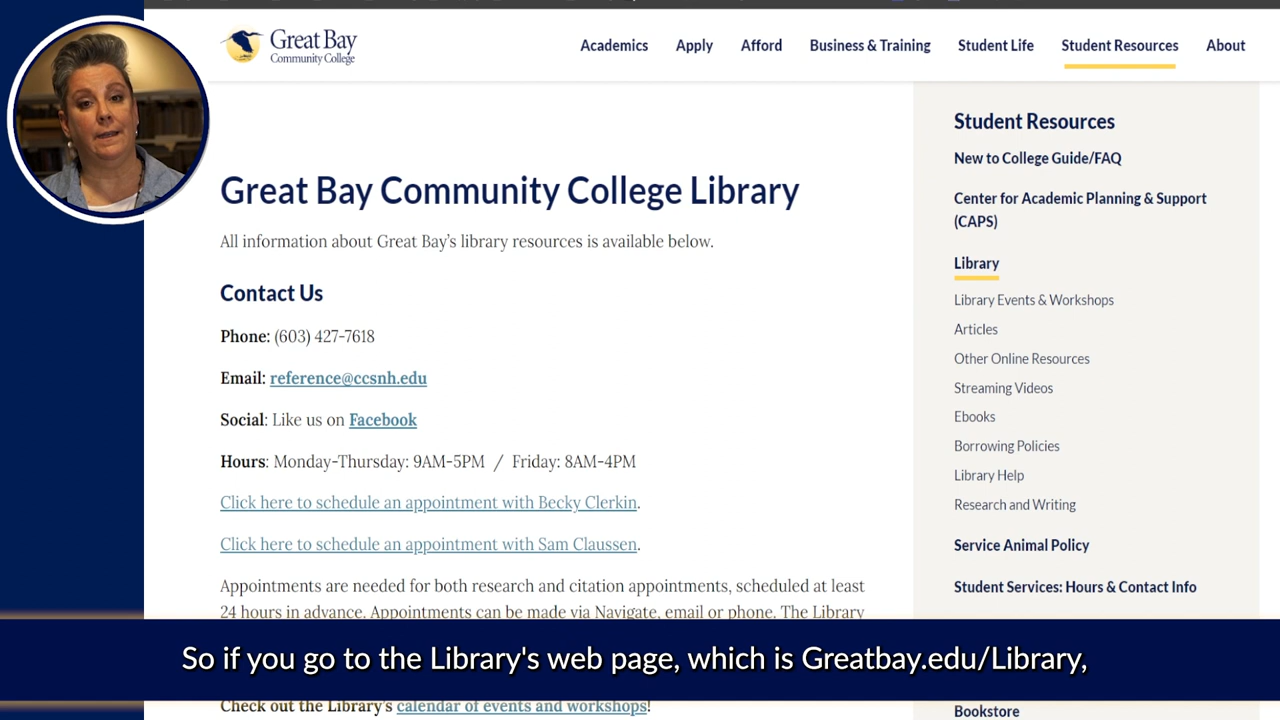 Great Bay
Community College
Academics
Apply
Afford
Business & Training
Student Life
Student Resources
About
Great Bay Community College Library
All information about Great Bay's library resources is available below.
Contact Us
Phone: (603) 427-7618
Email: reference@ccsnh.edu
Social: Like us on Facebook
Hours: Monday-Thursday: 9AM-5PM / Friday: 8AM-4PM
Click here to schedule an appointment with Becky Clerkin.
Click here to schedule an appointment with Sam Claussen.
Appointments are needed for both research and citation appointments, scheduled at least
24 hours in advance. Appointments can be made via Navigate, email or phone. The Library
Check out the Library's calendar of events and workshops!
Student Resources
New to College Guide/FAQ
Center for Academic Planning & Support
(CAPS)
Library
Library Events & Workshops
Articles
Other Online Resources
Streaming Videos
Ebooks
Borrowing Policies
Library Help
Research and Writing
Service Animal Policy
Student Services: Hours & Contact Info
Bookstore
So if you go to the Library's web page, which is Greatbay.edu/Library,